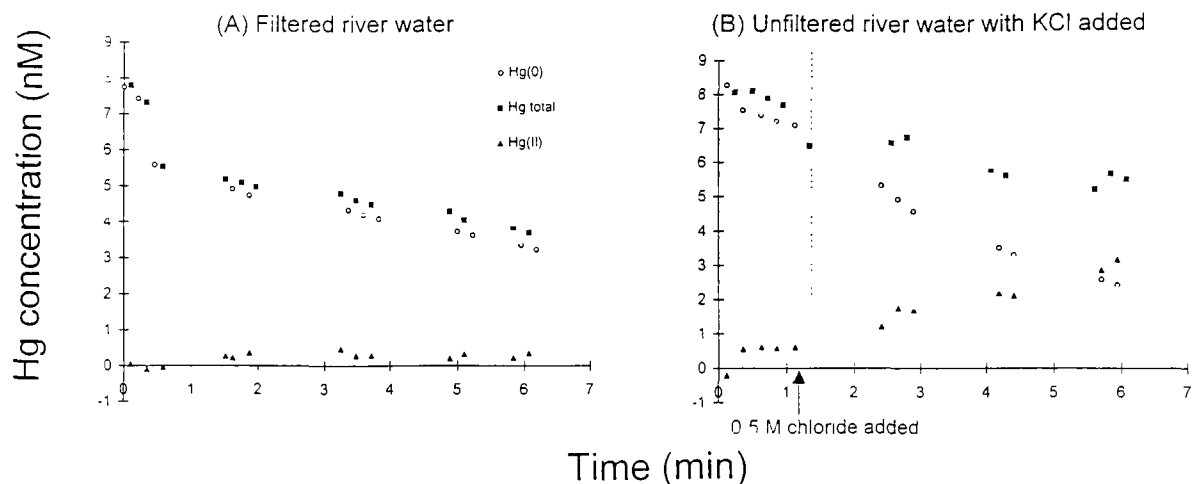 (A) Filtered river water
(B) Unfiltered river water with KCl added
Hg concentration (nM)
9
8
7
6
5
4
3
2
1
0
-1
Hg(0)
Hg total
Hg(II)
0 1 2 3 4 5 6 7
9
8
7
6
5
4
3
2
1
0
-1
0 1 2 3 4 5 6 7
0 5 M chloride added
Time (min)